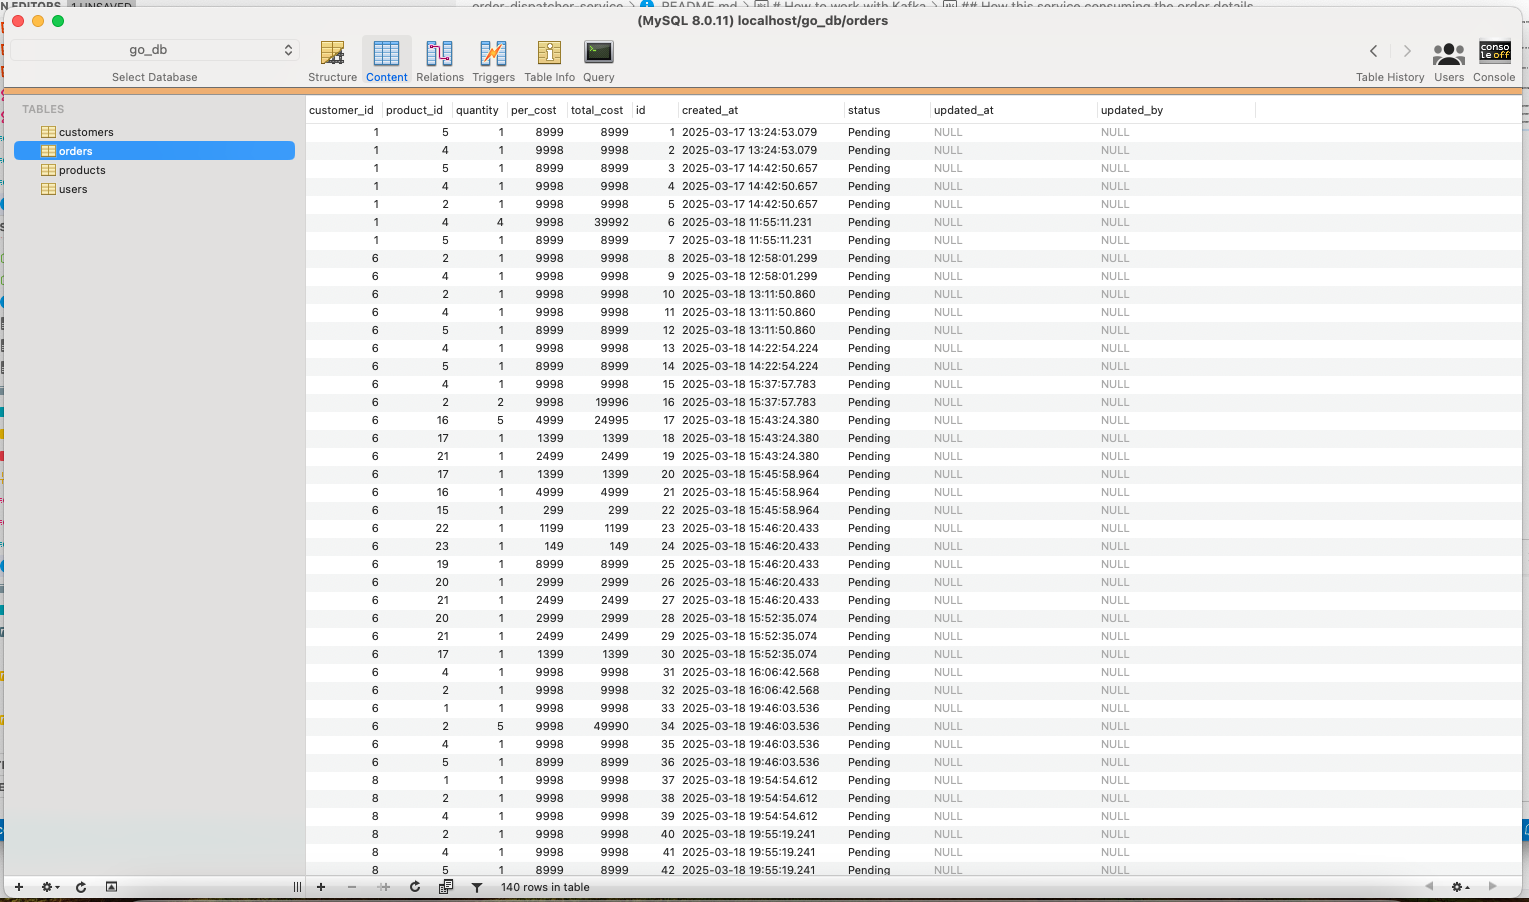 N EDITORS 1 UNSAVED order-dispatcher-service > README.md > # How to work with Kafka > ## How this service consuming the order details
(MySQL 8.0.11) localhost/go_db/orders
go_db
Select Database Structure Content Relations Triggers Table Info Query Table History Users Console
conso
le off
TABLES
customers
orders
products
users
customer_id product_id quantity per_cost total_cost id created_at status updated_at updated_by
1 5 1 8999 8999 1 2025-03-17 13:24:53.079 Pending NULL NULL
1 4 1 9998 9998 2 2025-03-17 13:24:53.079 Pending NULL NULL
1 5 1 8999 8999 3 2025-03-17 14:42:50.657 Pending NULL NULL
1 4 1 9998 9998 4 2025-03-17 14:42:50.657 Pending NULL NULL
1 2 1 9998 9998 5 2025-03-17 14:42:50.657 Pending NULL NULL
1 4 4 9998 39992 6 2025-03-18 11:55:11.231 Pending NULL NULL
1 5 1 8999 8999 7 2025-03-18 11:55:11.231 Pending NULL NULL
6 2 1 9998 9998 8 2025-03-18 12:58:01.299 Pending NULL NULL
6 4 1 9998 9998 9 2025-03-18 12:58:01.299 Pending NULL NULL
6 2 1 9998 9998 10 2025-03-18 13:11:50.860 Pending NULL NULL
6 4 1 9998 9998 11 2025-03-18 13:11:50.860 Pending NULL NULL
6 5 1 8999 8999 12 2025-03-18 13:11:50.860 Pending NULL NULL
6 4 1 9998 9998 13 2025-03-18 14:22:54.224 Pending NULL NULL
6 5 1 8999 8999 14 2025-03-18 14:22:54.224 Pending NULL NULL
6 4 1 9998 9998 15 2025-03-18 15:37:57.783 Pending NULL NULL
6 2 2 9998 19996 16 2025-03-18 15:37:57.783 Pending NULL NULL
6 16 5 4999 24995 17 2025-03-18 15:43:24.380 Pending NULL NULL
6 17 1 1399 1399 18 2025-03-18 15:43:24.380 Pending NULL NULL
6 21 1 2499 2499 19 2025-03-18 15:43:24.380 Pending NULL NULL
6 17 1 1399 1399 20 2025-03-18 15:45:58.964 Pending NULL NULL
6 16 1 4999 4999 21 2025-03-18 15:45:58.964 Pending NULL NULL
6 15 1 299 299 22 2025-03-18 15:45:58.964 Pending NULL NULL
6 22 1 1199 1199 23 2025-03-18 15:46:20.433 Pending NULL NULL
6 23 1 149 149 24 2025-03-18 15:46:20.433 Pending NULL NULL
6 19 1 8999 8999 25 2025-03-18 15:46:20.433 Pending NULL NULL
6 20 1 2999 2999 26 2025-03-18 15:46:20.433 Pending NULL NULL
6 21 1 2499 2499 27 2025-03-18 15:46:20.433 Pending NULL NULL
6 20 1 2999 2999 28 2025-03-18 15:52:35.074 Pending NULL NULL
6 21 1 2499 2499 29 2025-03-18 15:52:35.074 Pending NULL NULL
6 17 1 1399 1399 30 2025-03-18 15:52:35.074 Pending NULL NULL
6 4 1 9998 9998 31 2025-03-18 16:06:42.568 Pending NULL NULL
6 2 1 9998 9998 32 2025-03-18 16:06:42.568 Pending NULL NULL
6 1 1 9998 9998 33 2025-03-18 19:46:03.536 Pending NULL NULL
6 2 5 9998 49990 34 2025-03-18 19:46:03.536 Pending NULL NULL
6 4 1 9998 9998 35 2025-03-18 19:46:03.536 Pending NULL NULL
6 5 1 8999 8999 36 2025-03-18 19:46:03.536 Pending NULL NULL
8 1 1 9998 9998 37 2025-03-18 19:54:54.612 Pending NULL NULL
8 2 1 9998 9998 38 2025-03-18 19:54:54.612 Pending NULL NULL
8 4 1 9998 9998 39 2025-03-18 19:54:54.612 Pending NULL NULL
8 2 1 9998 9998 40 2025-03-18 19:55:19.241 Pending NULL NULL
8 4 1 9998 9998 41 2025-03-18 19:55:19.241 Pending NULL NULL
8 5 1 8999 8999 42 2025-03-18 19:55:19.241 Pending NULL NULL
140 rows in table